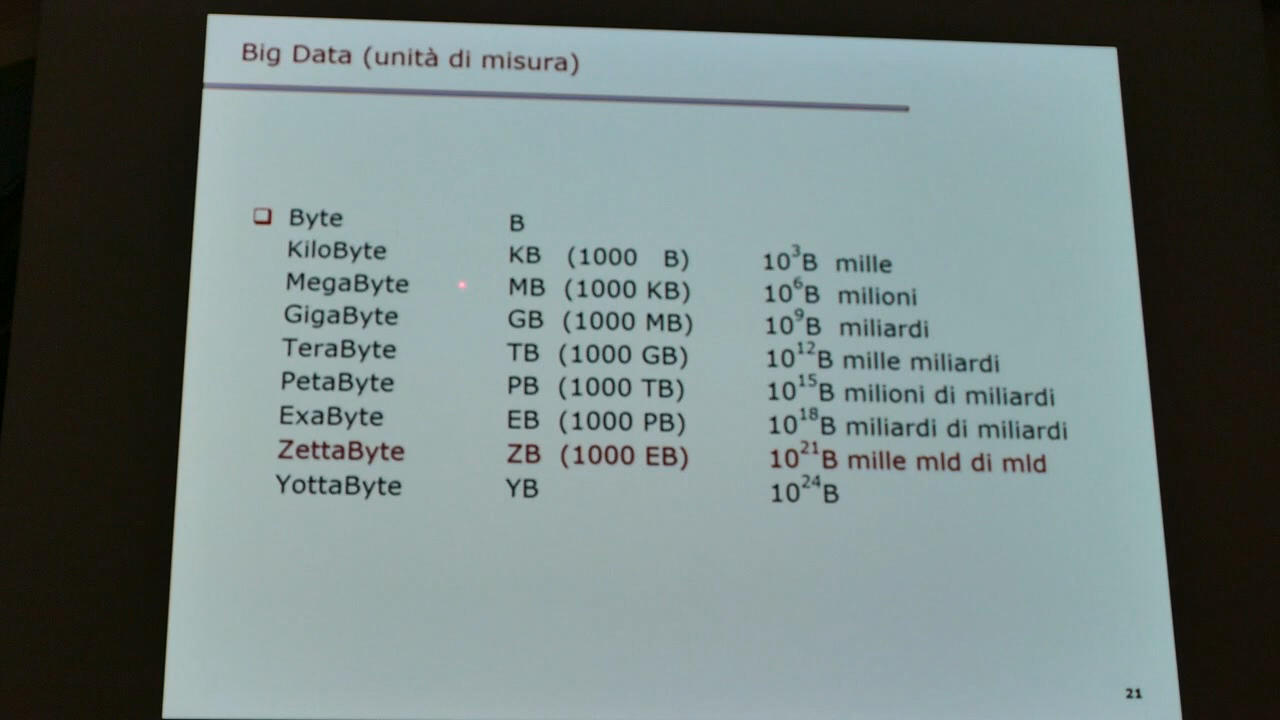 Big Data (unità di misura)
❑ Byte B
KiloByte KB (1000 B) 10³B mille
MegaByte MB (1000 KB) 10⁶B milioni
GigaByte GB (1000 MB) 10⁹B miliardi
TeraByte TB (1000 GB) 10¹²B mille miliardi
PetaByte PB (1000 TB) 10¹⁵B milioni di miliardi
ExaByte EB (1000 PB) 10¹⁸B miliardi di miliardi
ZettaByte ZB (1000 EB) 10²¹B mille mld di mld
YottaByte YB 10²⁴B
21